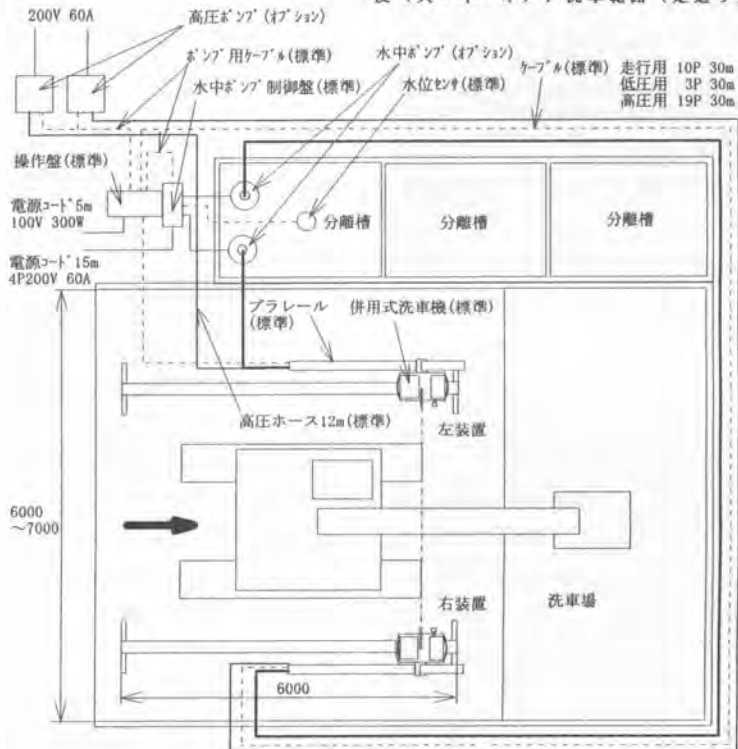 200V 60A
高圧ポンプ(オプション)
ポンプ用ケーブル(標準)
水中ポンプ制御盤(標準)
水中ポンプ(オプション)
水位センサ(標準)
ケーブル(標準) 走行用 10P 30m
低圧用 3P 30m
高圧用 19P 30m
操作盤(標準)
電源コード5m
100V 300W
電源コード15m
4P200V 60A
分離槽
分離槽
分離槽
プラレール
(標準)
併用式洗車機(標準)
高圧ホース12m(標準)
左装置
6000
~7000
右装置
洗車場
6000